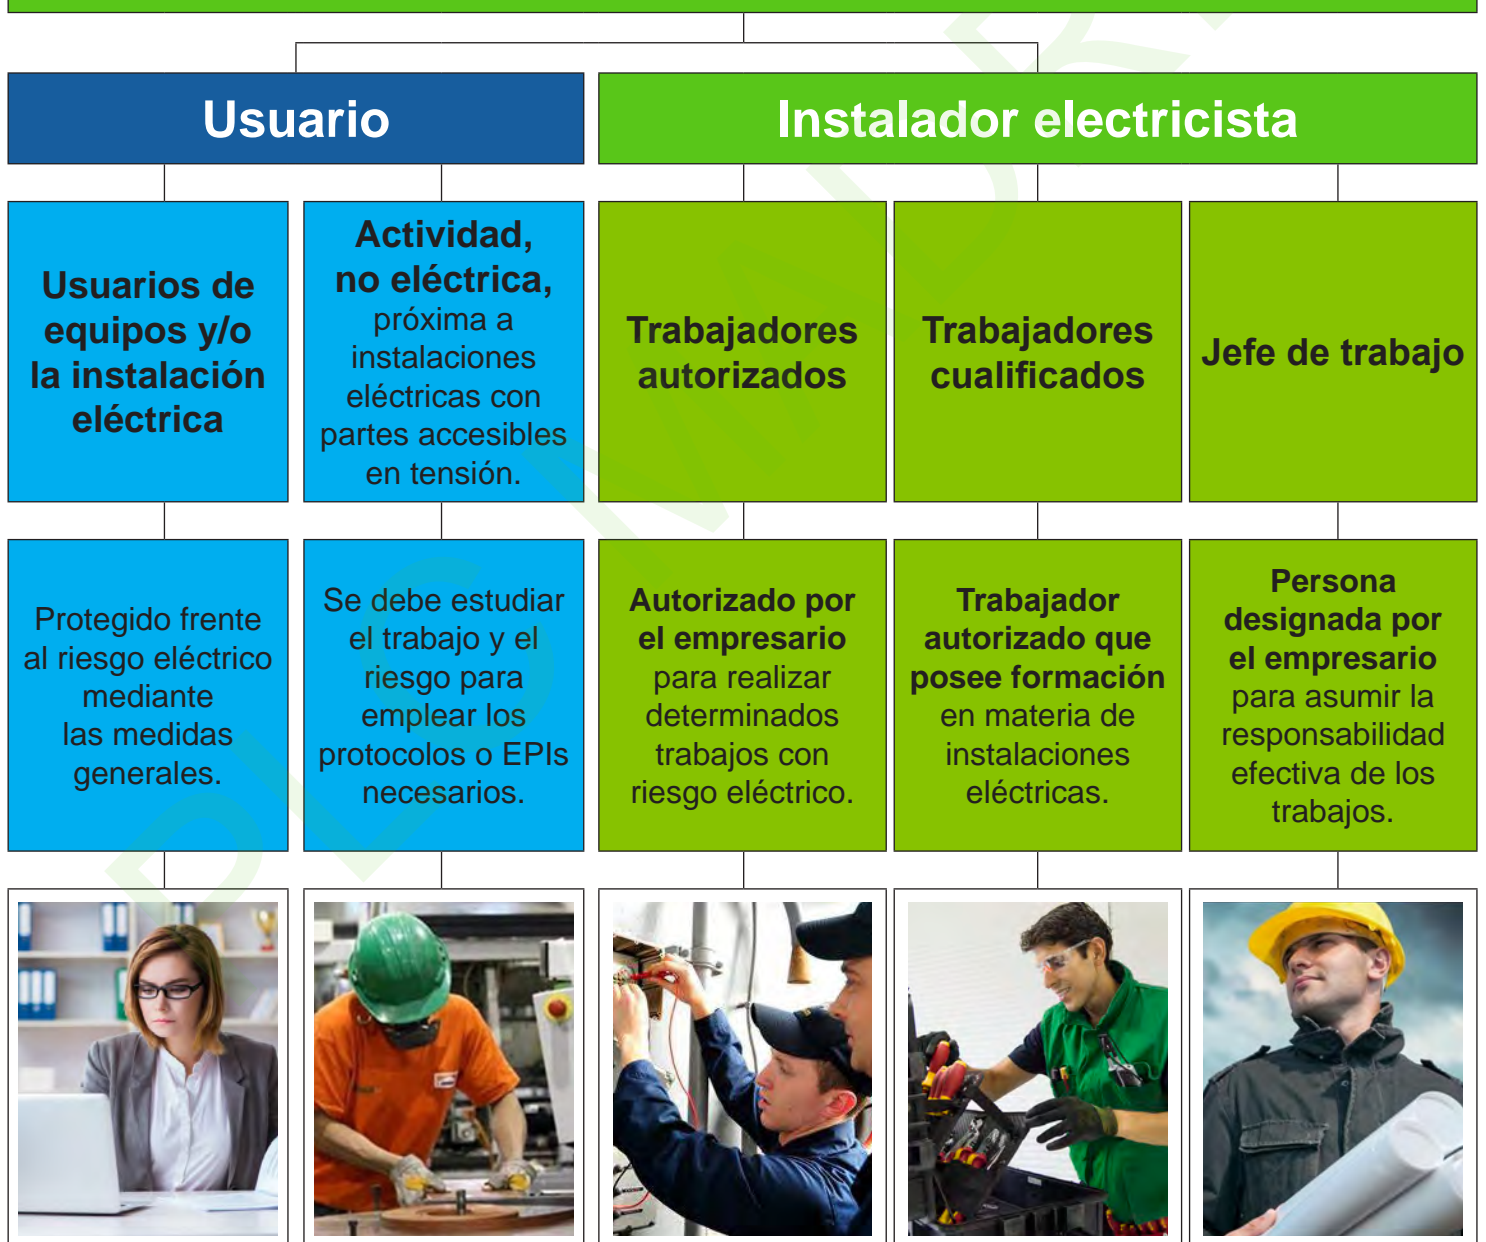 Usuario
Instalador electricista
Usuarios de
equipos y/o
la instalación
eléctrica
Actividad,
no eléctrica,
próxima a
instalaciones
eléctricas con
partes accesibles
en tensión.
Trabajadores
autorizados
Trabajadores
cualificados
Jefe de trabajo
Protegido frente
al riesgo eléctrico
mediante
las medidas
generales.
Se debe estudiar
el trabajo y el
riesgo para
emplear los
protocolos o EPIs
necesarios.
Autorizado por
el empresario
para realizar
determinados
trabajos con
riesgo eléctrico.
Trabajador
autorizado que
posee formación
en materia de
instalaciones
eléctricas.
Persona
designada por
el empresario
para asumir la
responsabilidad
efectiva de los
trabajos.